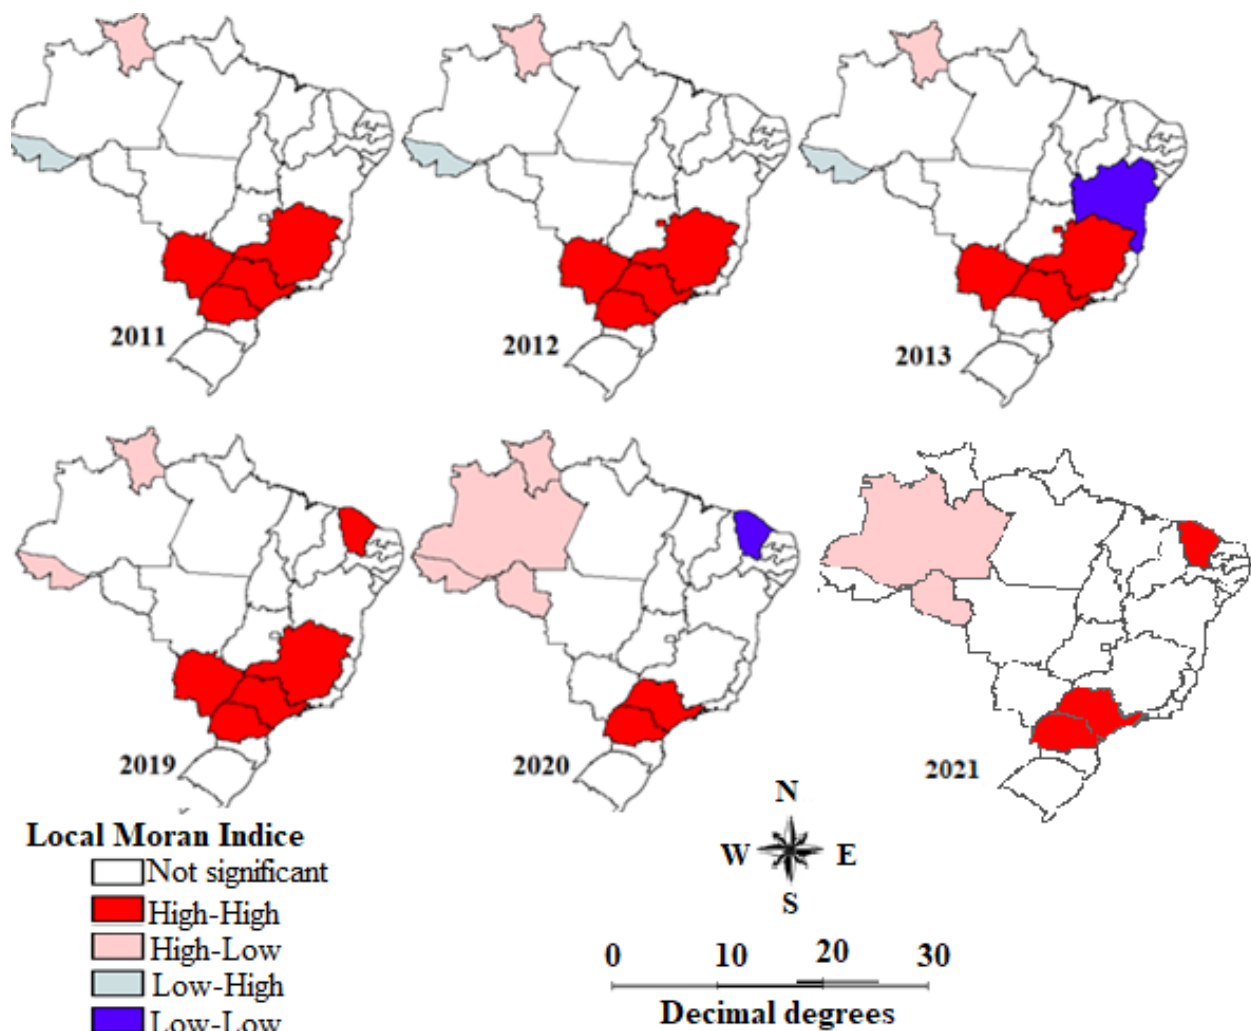 2011
2012
2013
2019
2020
2021
Local Moran Indice
Not significant
High-High
High-Low
Low-High
Low-Low
N
W E
S
0 10 20 30
Decimal degrees